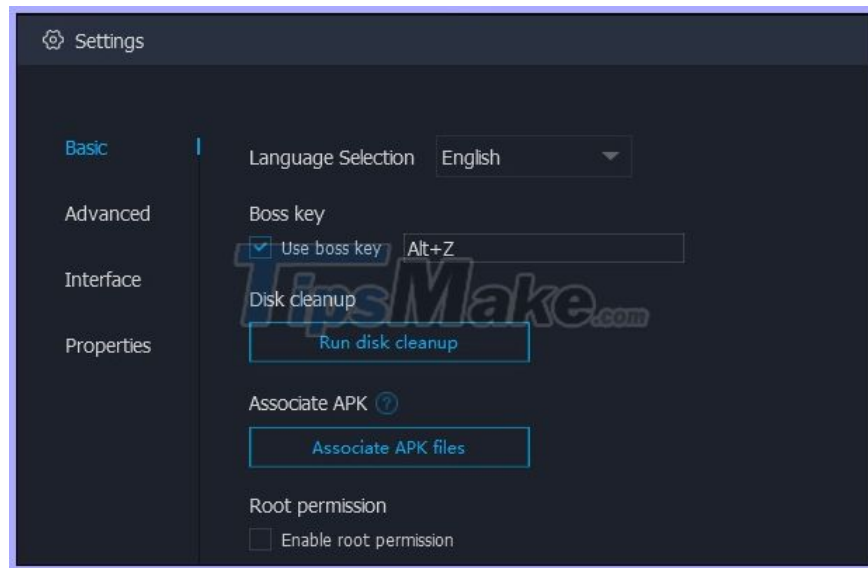 Settings
Basic
Advanced
Interface
Properties
Language Selection English
Boss key
Use boss key Alt+Z
Disk cleanup
TipsMake.com
Run disk cleanup
Associate APK ?
Associate APK files
Root permission
Enable root permission